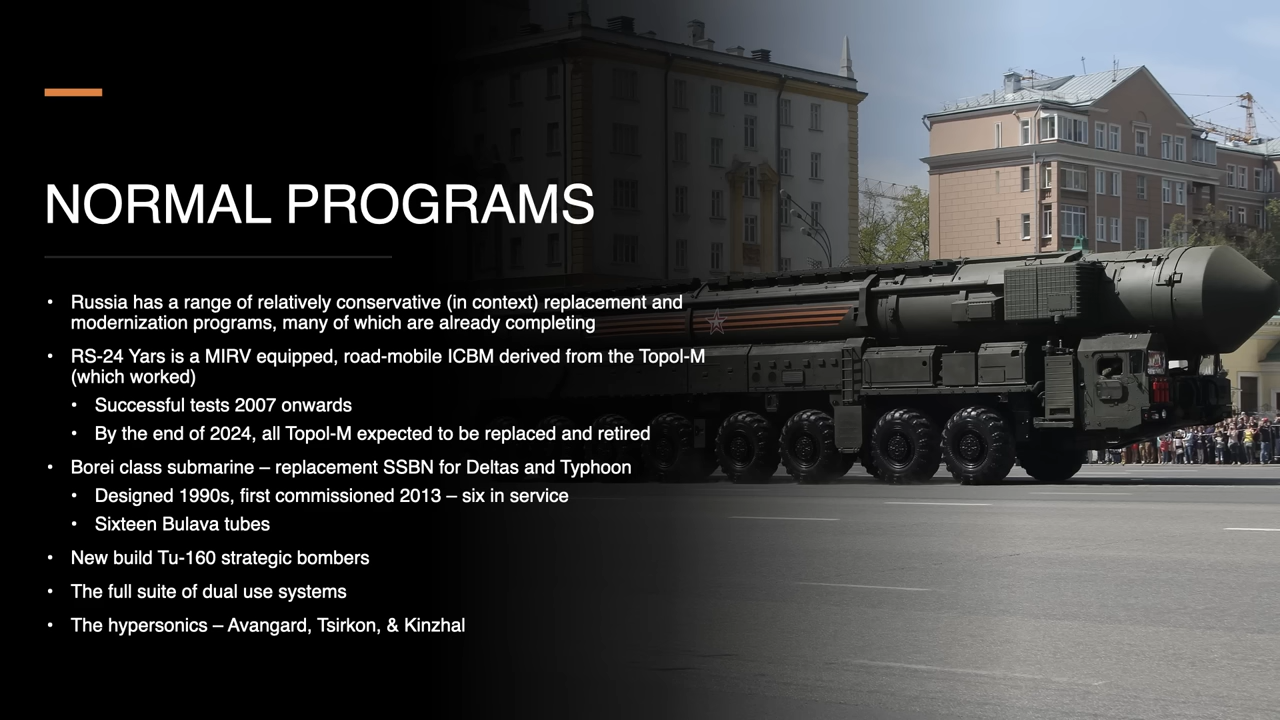 NORMAL PROGRAMS
• Russia has a range of relatively conservative (in context) replacement and
modernization programs, many of which are already completing
• RS-24 Yars is a MIRV equipped, road-mobile ICBM derived from the Topol-M
(which worked)
• Successful tests 2007 onwards
• By the end of 2024, all Topol-M expected to be replaced and retired
• Borei class submarine – replacement SSBN for Deltas and Typhoon
• Designed 1990s, first commissioned 2013 – six in service
• Sixteen Bulava tubes
• New build Tu-160 strategic bombers
• The full suite of dual use systems
• The hypersonics – Avangard, Tsirkon, & Kinzhal